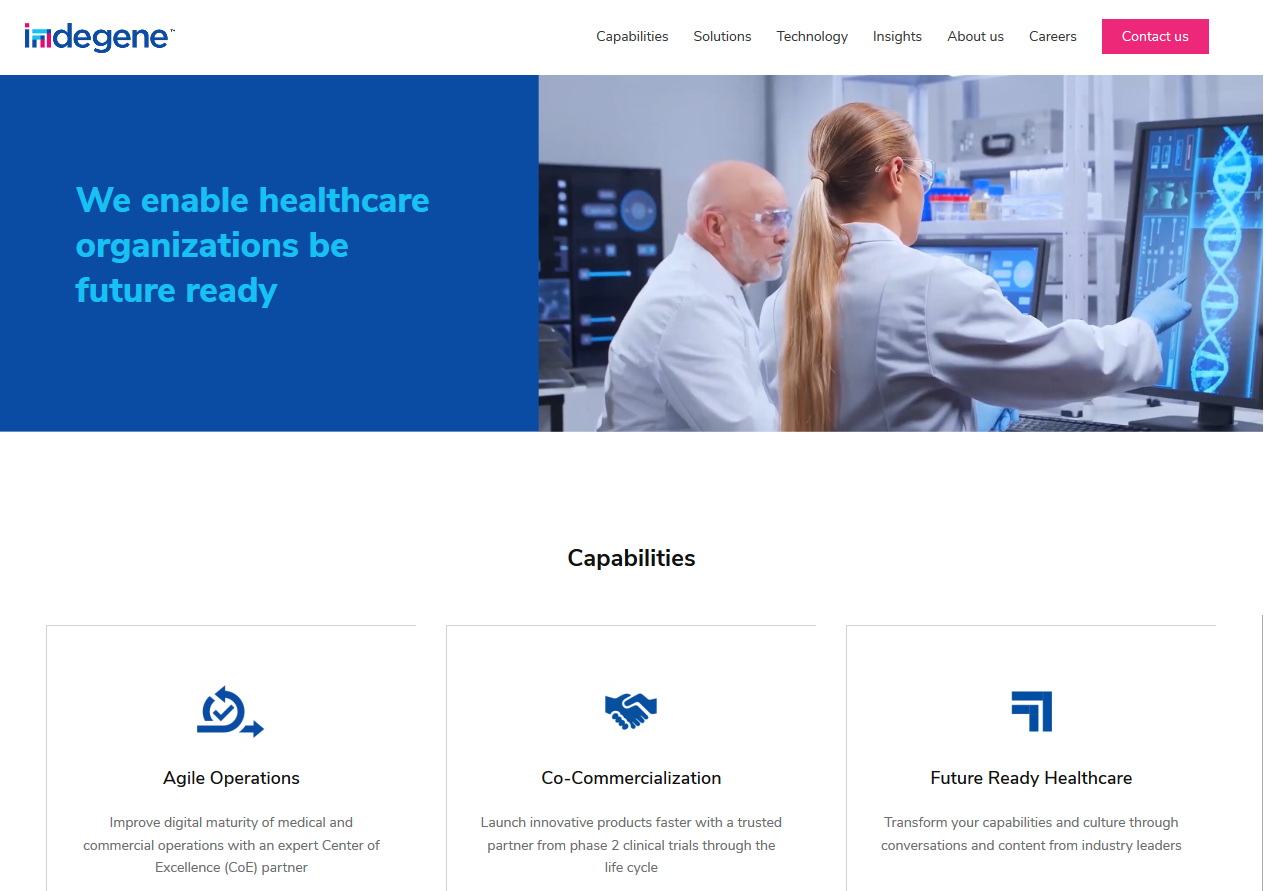 indegene™
Capabilities Solutions Technology Insights About us Careers Contact us
We enable healthcare
organizations be
future ready
Capabilities
Agile Operations
Improve digital maturity of medical and
commercial operations with an expert Center of
Excellence (CoE) partner
Co-Commercialization
Launch innovative products faster with a trusted
partner from phase 2 clinical trials through the
life cycle
Future Ready Healthcare
Transform your capabilities and culture through
conversations and content from industry leaders